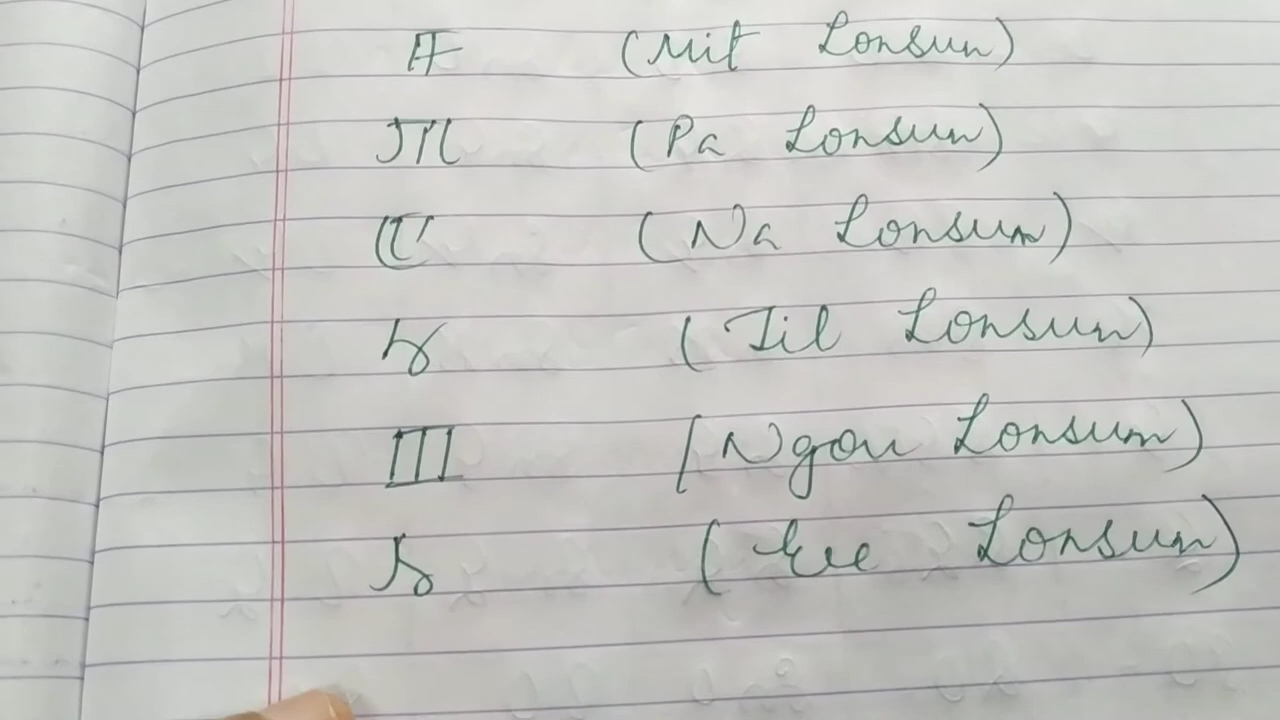 ꯝ (Mit Lonsum)
ꯞ (Pa Lonsum)
ꯟ (Na Lonsum)
ꯠ (Til Lonsum)
ꯡ (Ngou Lonsum)
ꯢ (Ee Lonsum)